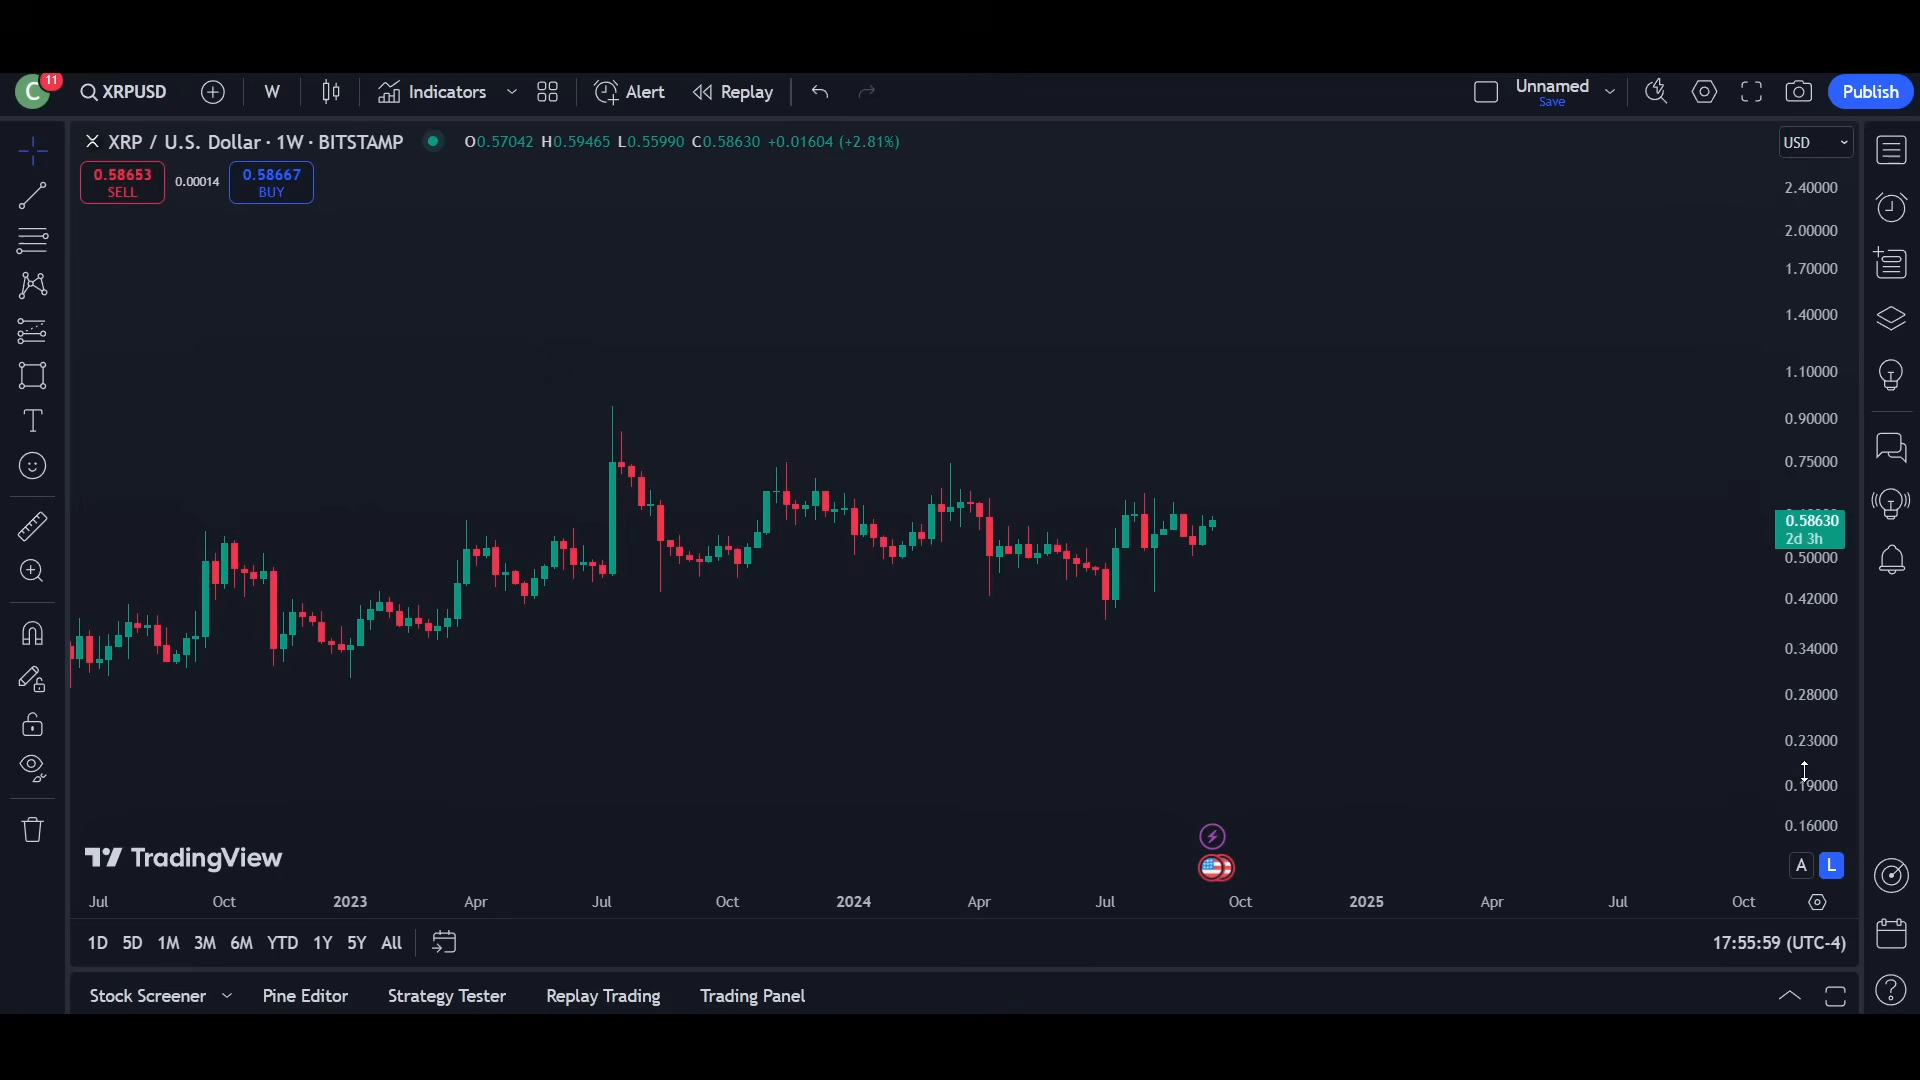 C 11 XRPUSD W Indicators Alert Replay Unnamed Save Publish
XRP / U.S. Dollar · 1W · BITSTAMP O0.57042 H0.59465 L0.55990 C0.58630 +0.01604 (+2.81%) USD
0.58653 SELL 0.00014 0.58667 BUY
2.40000
2.00000
1.70000
1.40000
1.10000
0.90000
0.75000
0.58630
2d 3h
0.50000
0.42000
0.34000
0.28000
0.23000
0.19000
0.16000
TradingView A L
Jul Oct 2023 Apr Jul Oct 2024 Apr Jul Oct 2025 Apr Jul Oct
1D 5D 1M 3M 6M YTD 1Y 5Y All 17:55:59 (UTC-4)
Stock Screener Pine Editor Strategy Tester Replay Trading Trading Panel